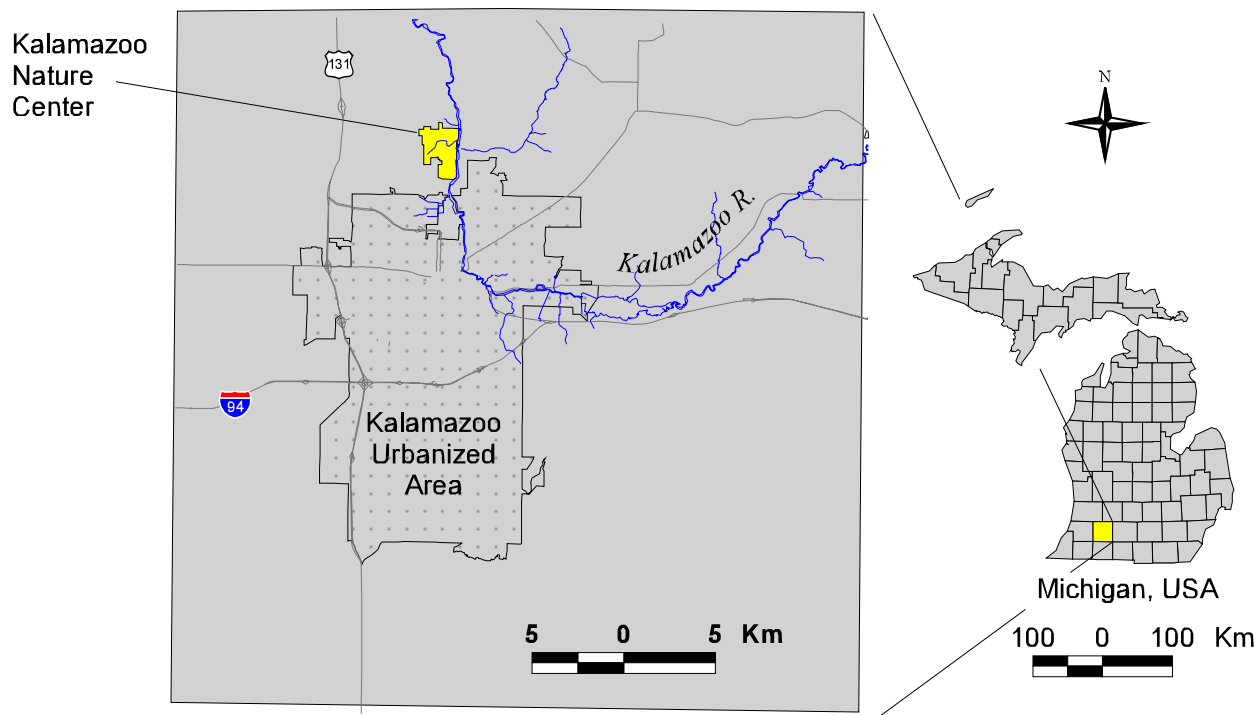 Kalamazoo
Nature
Center
131
N
Kalamazoo R.
94
Kalamazoo
Urbanized
Area
5 0 5 Km
Michigan, USA
100 0 100 Km